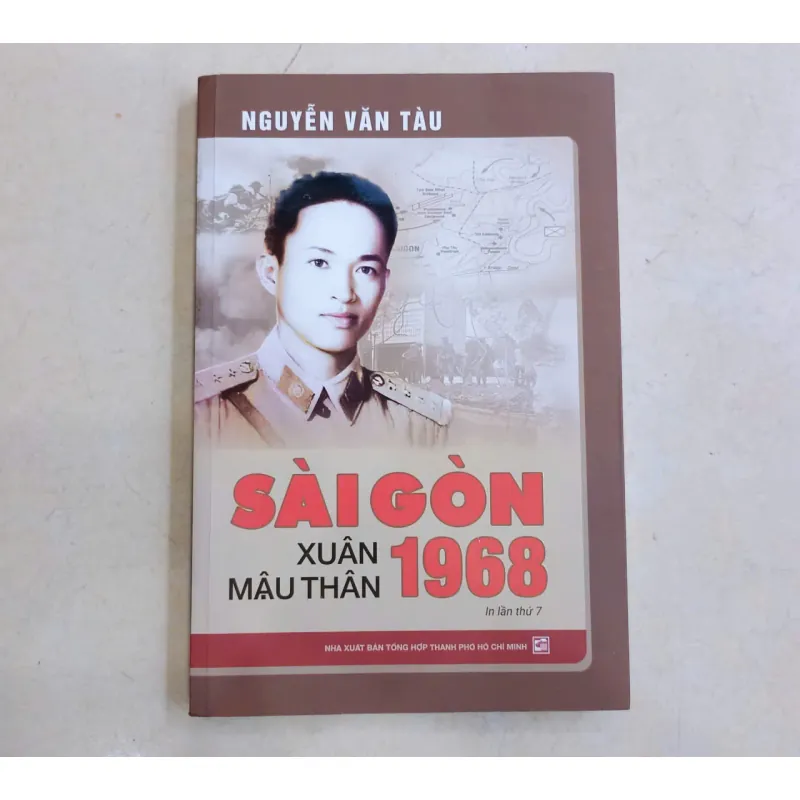 NGUYỄN VĂN TÀU
SÀI GÒN
XUÂN
MẬU THÂN
1968
In lần thứ 7
NHÀ XUẤT BẢN TỔNG HỢP THÀNH PHỐ HỒ CHÍ MINH